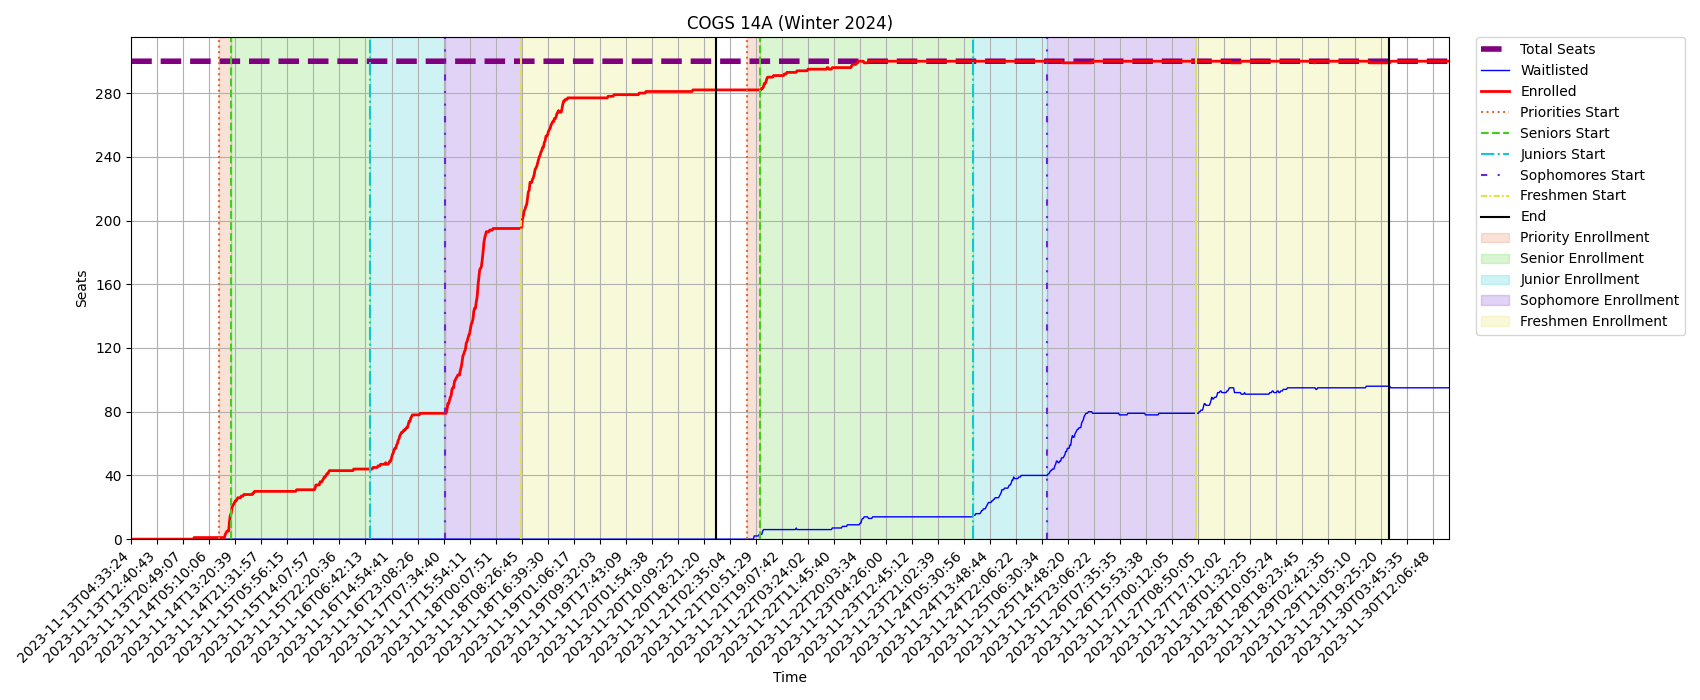 COGS 14A (Winter 2024)
Seats
280
240
200
160
120
80
40
0
2023-11-13T04:33:24
2023-11-13T12:40:43
2023-11-13T20:49:07
2023-11-14T05:10:06
2023-11-14T13:20:39
2023-11-14T21:31:57
2023-11-15T05:56:15
2023-11-15T14:07:57
2023-11-15T22:20:36
2023-11-16T06:42:13
2023-11-16T14:54:41
2023-11-16T23:08:26
2023-11-17T07:34:40
2023-11-17T15:54:11
2023-11-18T00:07:51
2023-11-18T08:26:45
2023-11-18T16:39:30
2023-11-19T01:06:17
2023-11-19T09:32:03
2023-11-19T17:43:09
2023-11-20T01:54:38
2023-11-20T10:09:25
2023-11-20T18:21:20
2023-11-21T02:35:04
2023-11-21T10:51:29
2023-11-21T19:07:42
2023-11-22T03:24:02
2023-11-22T11:45:40
2023-11-22T20:03:34
2023-11-23T04:26:00
2023-11-23T12:45:12
2023-11-23T21:02:39
2023-11-24T05:30:56
2023-11-24T13:48:44
2023-11-24T22:06:22
2023-11-25T06:30:34
2023-11-25T14:48:20
2023-11-25T23:06:22
2023-11-26T07:35:35
2023-11-26T15:53:38
2023-11-27T00:12:05
2023-11-27T08:50:05
2023-11-27T17:12:02
2023-11-28T01:32:25
2023-11-28T10:05:24
2023-11-28T18:23:45
2023-11-29T02:42:35
2023-11-29T11:05:10
2023-11-29T19:25:20
2023-11-30T03:45:35
2023-11-30T12:06:48
Time
Total Seats
Waitlisted
Enrolled
Priorities Start
Seniors Start
Juniors Start
Sophomores Start
Freshmen Start
End
Priority Enrollment
Senior Enrollment
Junior Enrollment
Sophomore Enrollment
Freshmen Enrollment